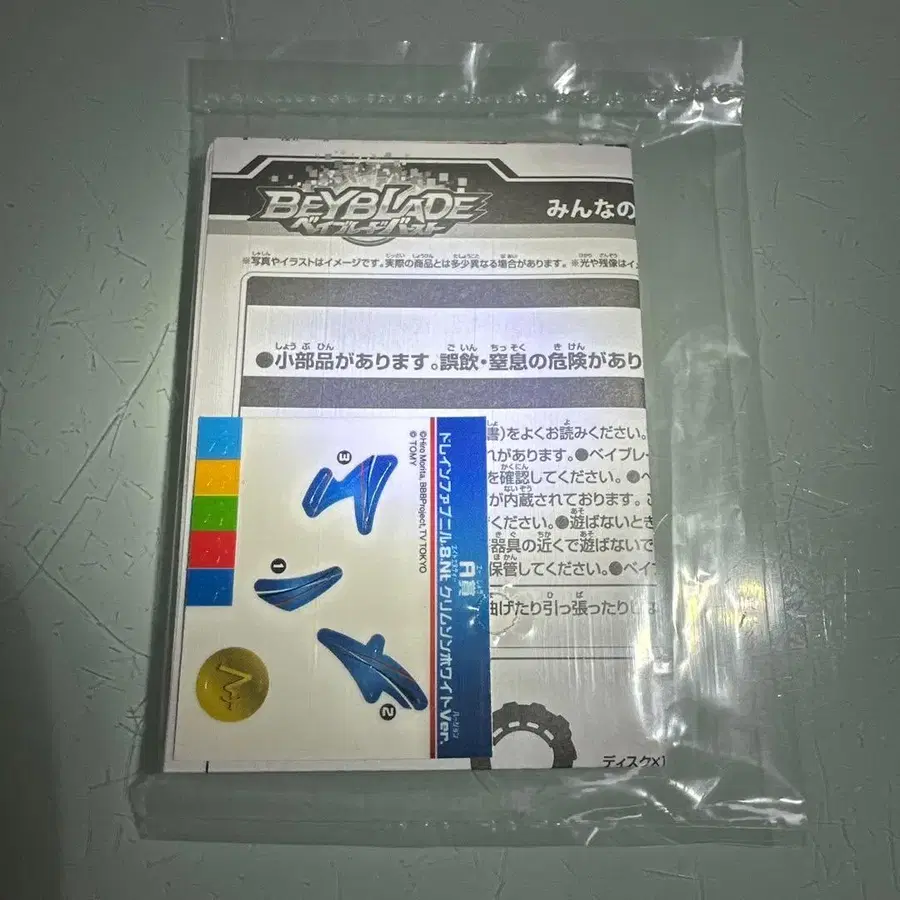 BEYBLADE
ベイブレードバースト
みんなの
※写真やイラストはイメージです。実際の商品とは多少異なる場合があります。※光や残像はイ
●小部品があります。誤飲・窒息の危険があり
書)をよくお読みください。
れがあります。●ベイブレー
を確認してください。●ベ
が内蔵されております。
ください。●遊ばないとき
器具の近くで遊ばないで
保管してください。●ベイ
曲げたり引っ張ったりし
ディスク×1
A賞
ドレインファブニル.8.Nt クリムゾンホワイトVer.
©Hiro Morita, BBBProject, TV TOKYO
© TOMY
3
1
2